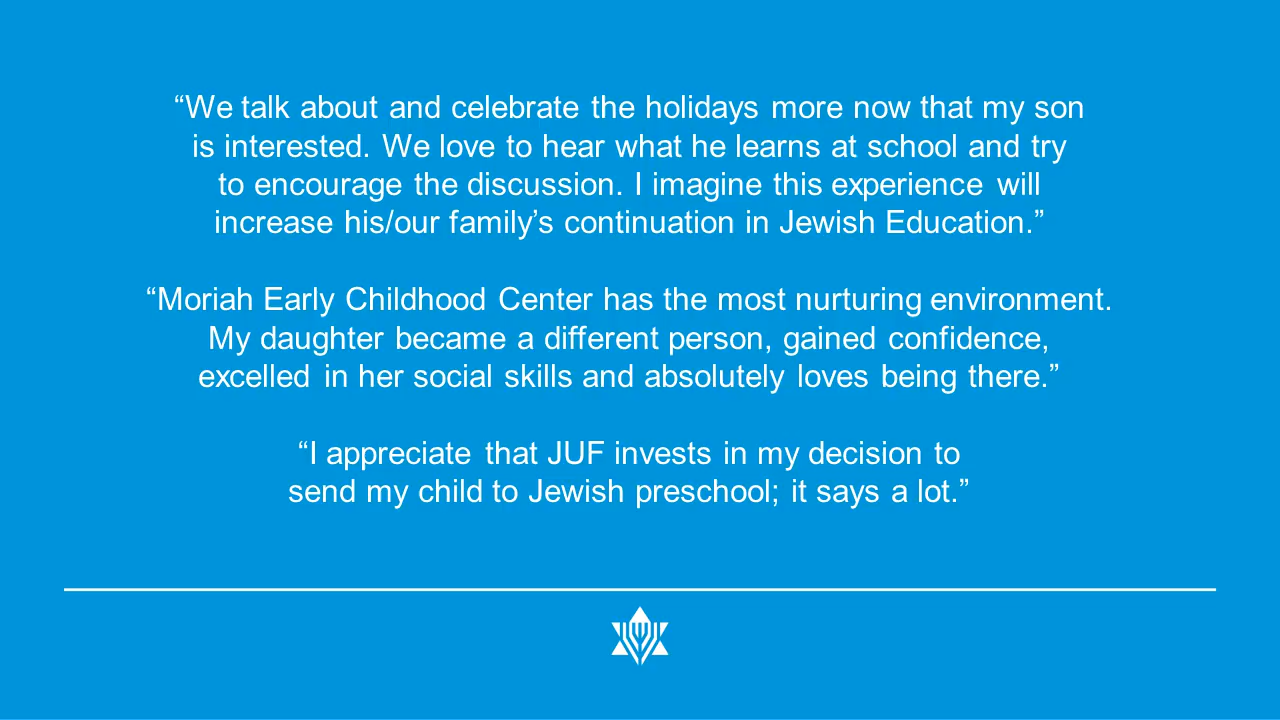 “We talk about and celebrate the holidays more now that my son
is interested. We love to hear what he learns at school and try
to encourage the discussion. I imagine this experience will
increase his/our family’s continuation in Jewish Education.”
“Moriah Early Childhood Center has the most nurturing environment.
My daughter became a different person, gained confidence,
excelled in her social skills and absolutely loves being there.”
“I appreciate that JUF invests in my decision to
send my child to Jewish preschool; it says a lot.”